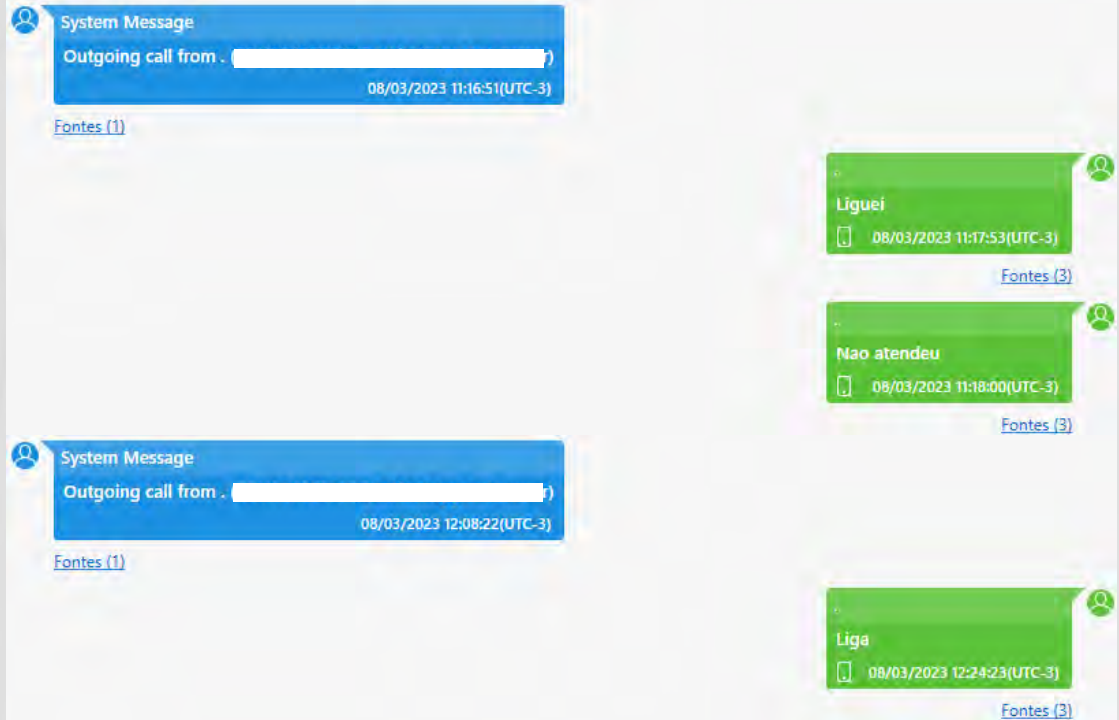 System Message
Outgoing call from . ( r)
08/03/2023 11:16:51(UTC-3)
Fontes (1)
.
Liguei
08/03/2023 11:17:53(UTC-3)
Fontes (3)
.
Nao atendeu
08/03/2023 11:18:00(UTC-3)
Fontes (3)
System Message
Outgoing call from . ( r)
08/03/2023 12:08:22(UTC-3)
Fontes (1)
.
Liga
08/03/2023 12:24:23(UTC-3)
Fontes (3)